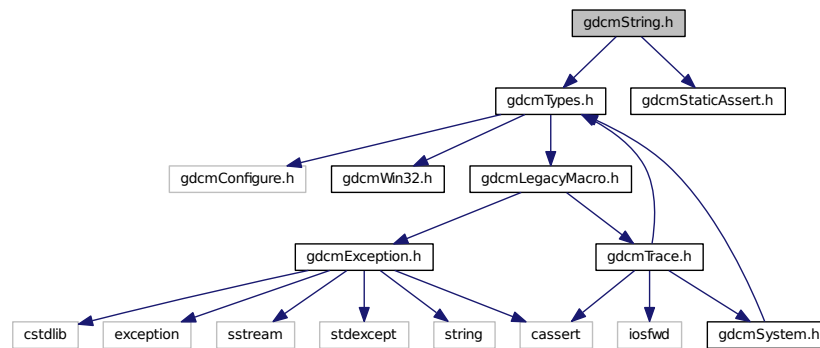 gdcmString.h
gdcmTypes.h
gdcmStaticAssert.h
gdcmConfigure.h
gdcmWin32.h
gdcmLegacyMacro.h
gdcmException.h
gdcmTrace.h
cstdlib
exception
sstream
stdexcept
string
cassert
iosfwd
gdcmSystem.h